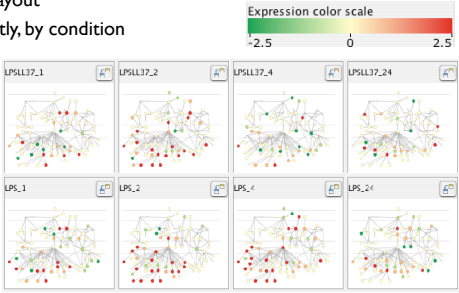 ayout
tly, by condition
Expression color scale
-2.5 0 2.5
LPSLL37_1 LPSLL37_2 LPSLL37_4 LPSLL37_24
LPS_1 LPS_2 LPS_4 LPS_24